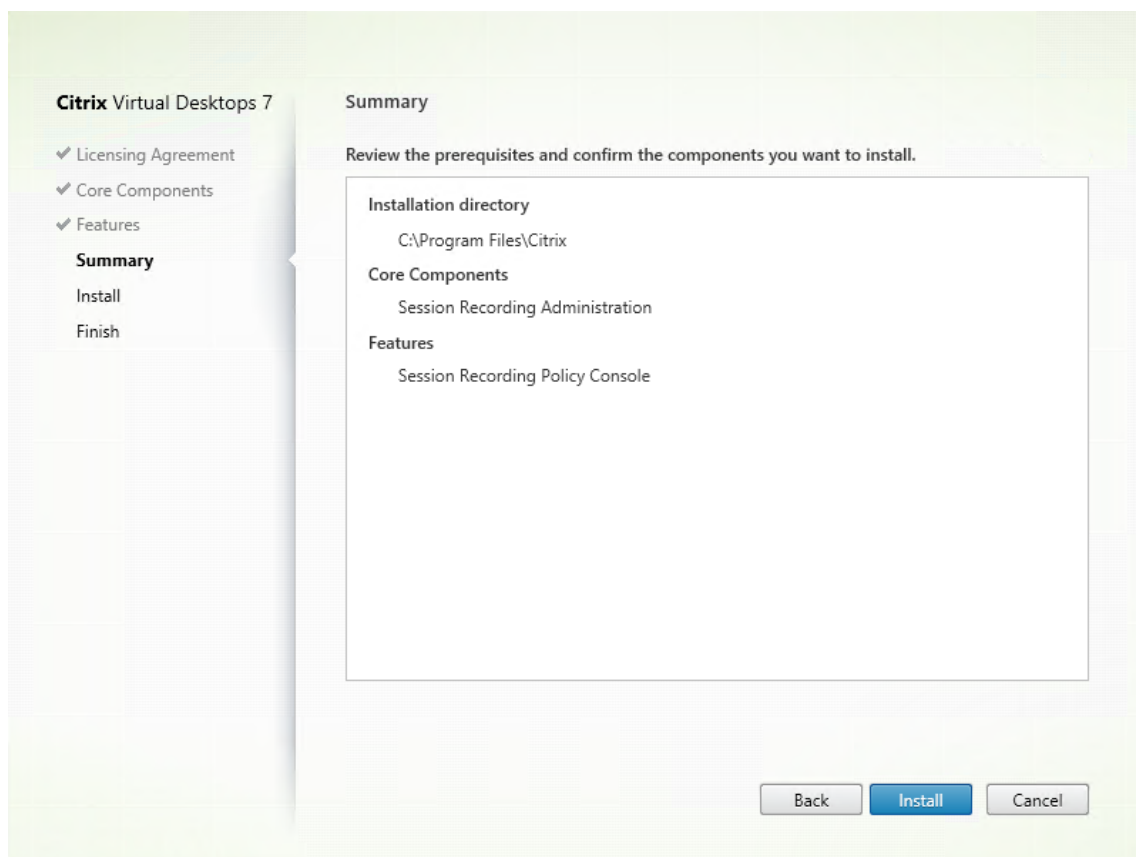 Citrix Virtual Desktops 7
Licensing Agreement
Core Components
Features
Summary
Install
Finish
Summary
Review the prerequisites and confirm the components you want to install.
Installation directory
C:\Program Files\Citrix
Core Components
Session Recording Administration
Features
Session Recording Policy Console
Back Install Cancel